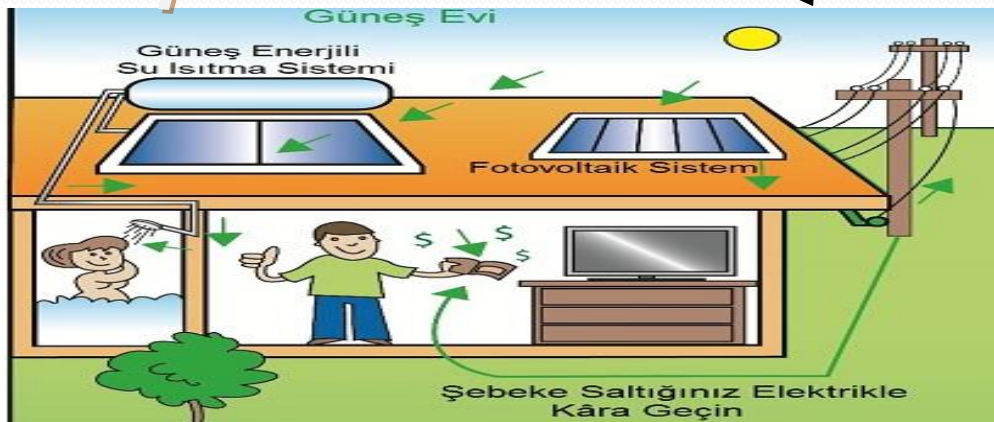 Güneş Evi
Güneş Enerjili
Su Isıtma Sistemi
Fotovoltaik Sistem
$ $ $
Şebeke Saltığınız Elektrikle
Kâra Geçin